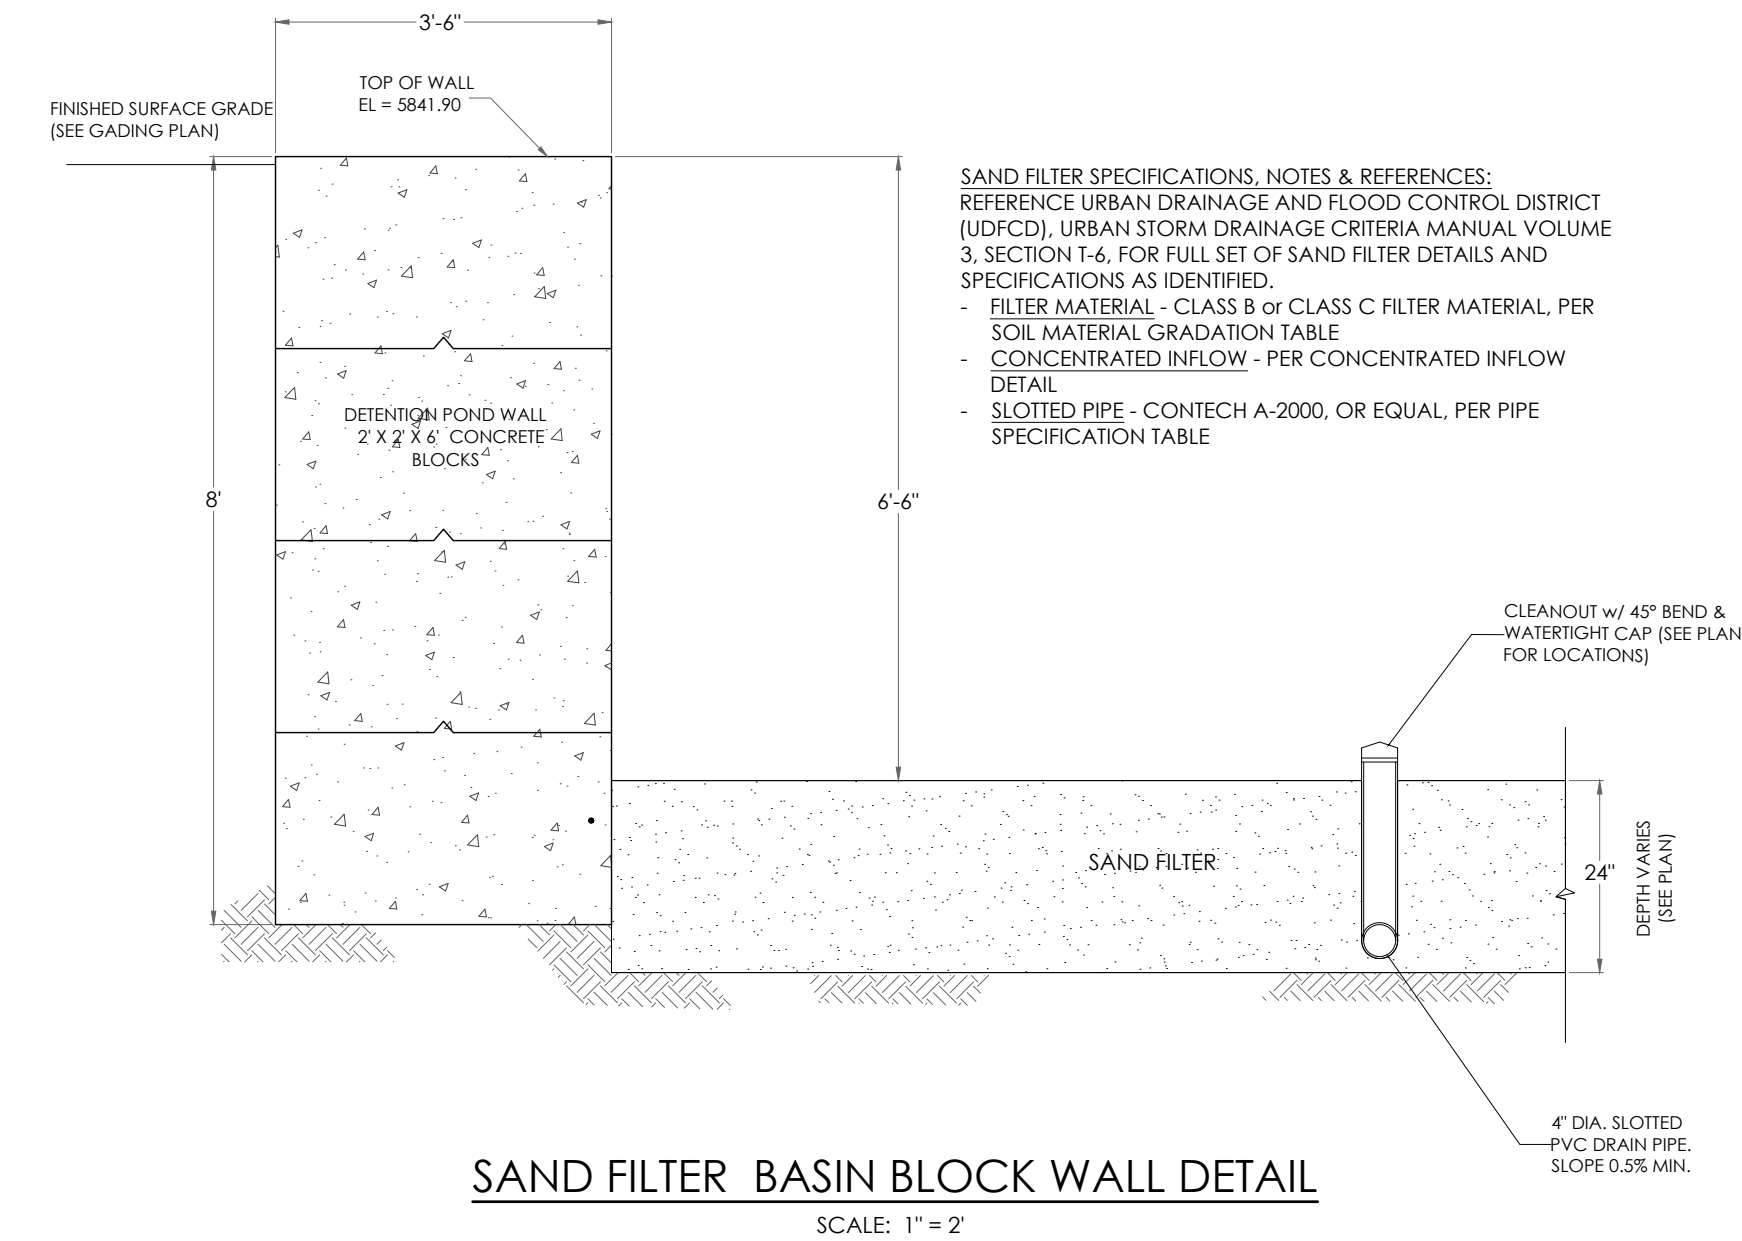 3'-6"
TOP OF WALL
EL = 5841.90
FINISHED SURFACE GRADE
(SEE GADING PLAN)
SAND FILTER SPECIFICATIONS, NOTES & REFERENCES:
REFERENCE URBAN DRAINAGE AND FLOOD CONTROL DISTRICT
(UDFCD), URBAN STORM DRAINAGE CRITERIA MANUAL VOLUME
3, SECTION T-6, FOR FULL SET OF SAND FILTER DETAILS AND
SPECIFICATIONS AS IDENTIFIED.
- FILTER MATERIAL - CLASS B or CLASS C FILTER MATERIAL, PER
SOIL MATERIAL GRADATION TABLE
- CONCENTRATED INFLOW - PER CONCENTRATED INFLOW
DETAIL
- SLOTTED PIPE - CONTECH A-2000, OR EQUAL, PER PIPE
SPECIFICATION TABLE
DETENTION POND WALL
2' X 2' X 6' CONCRETE
BLOCKS
8'
6'-6"
CLEANOUT w/ 45° BEND &
WATERTIGHT CAP (SEE PLAN
FOR LOCATIONS)
SAND FILTER
24"
DEPTH VARIES
(SEE PLAN)
4" DIA. SLOTTED
PVC DRAIN PIPE.
SLOPE 0.5% MIN.
SAND FILTER BASIN BLOCK WALL DETAIL
SCALE: 1" = 2'